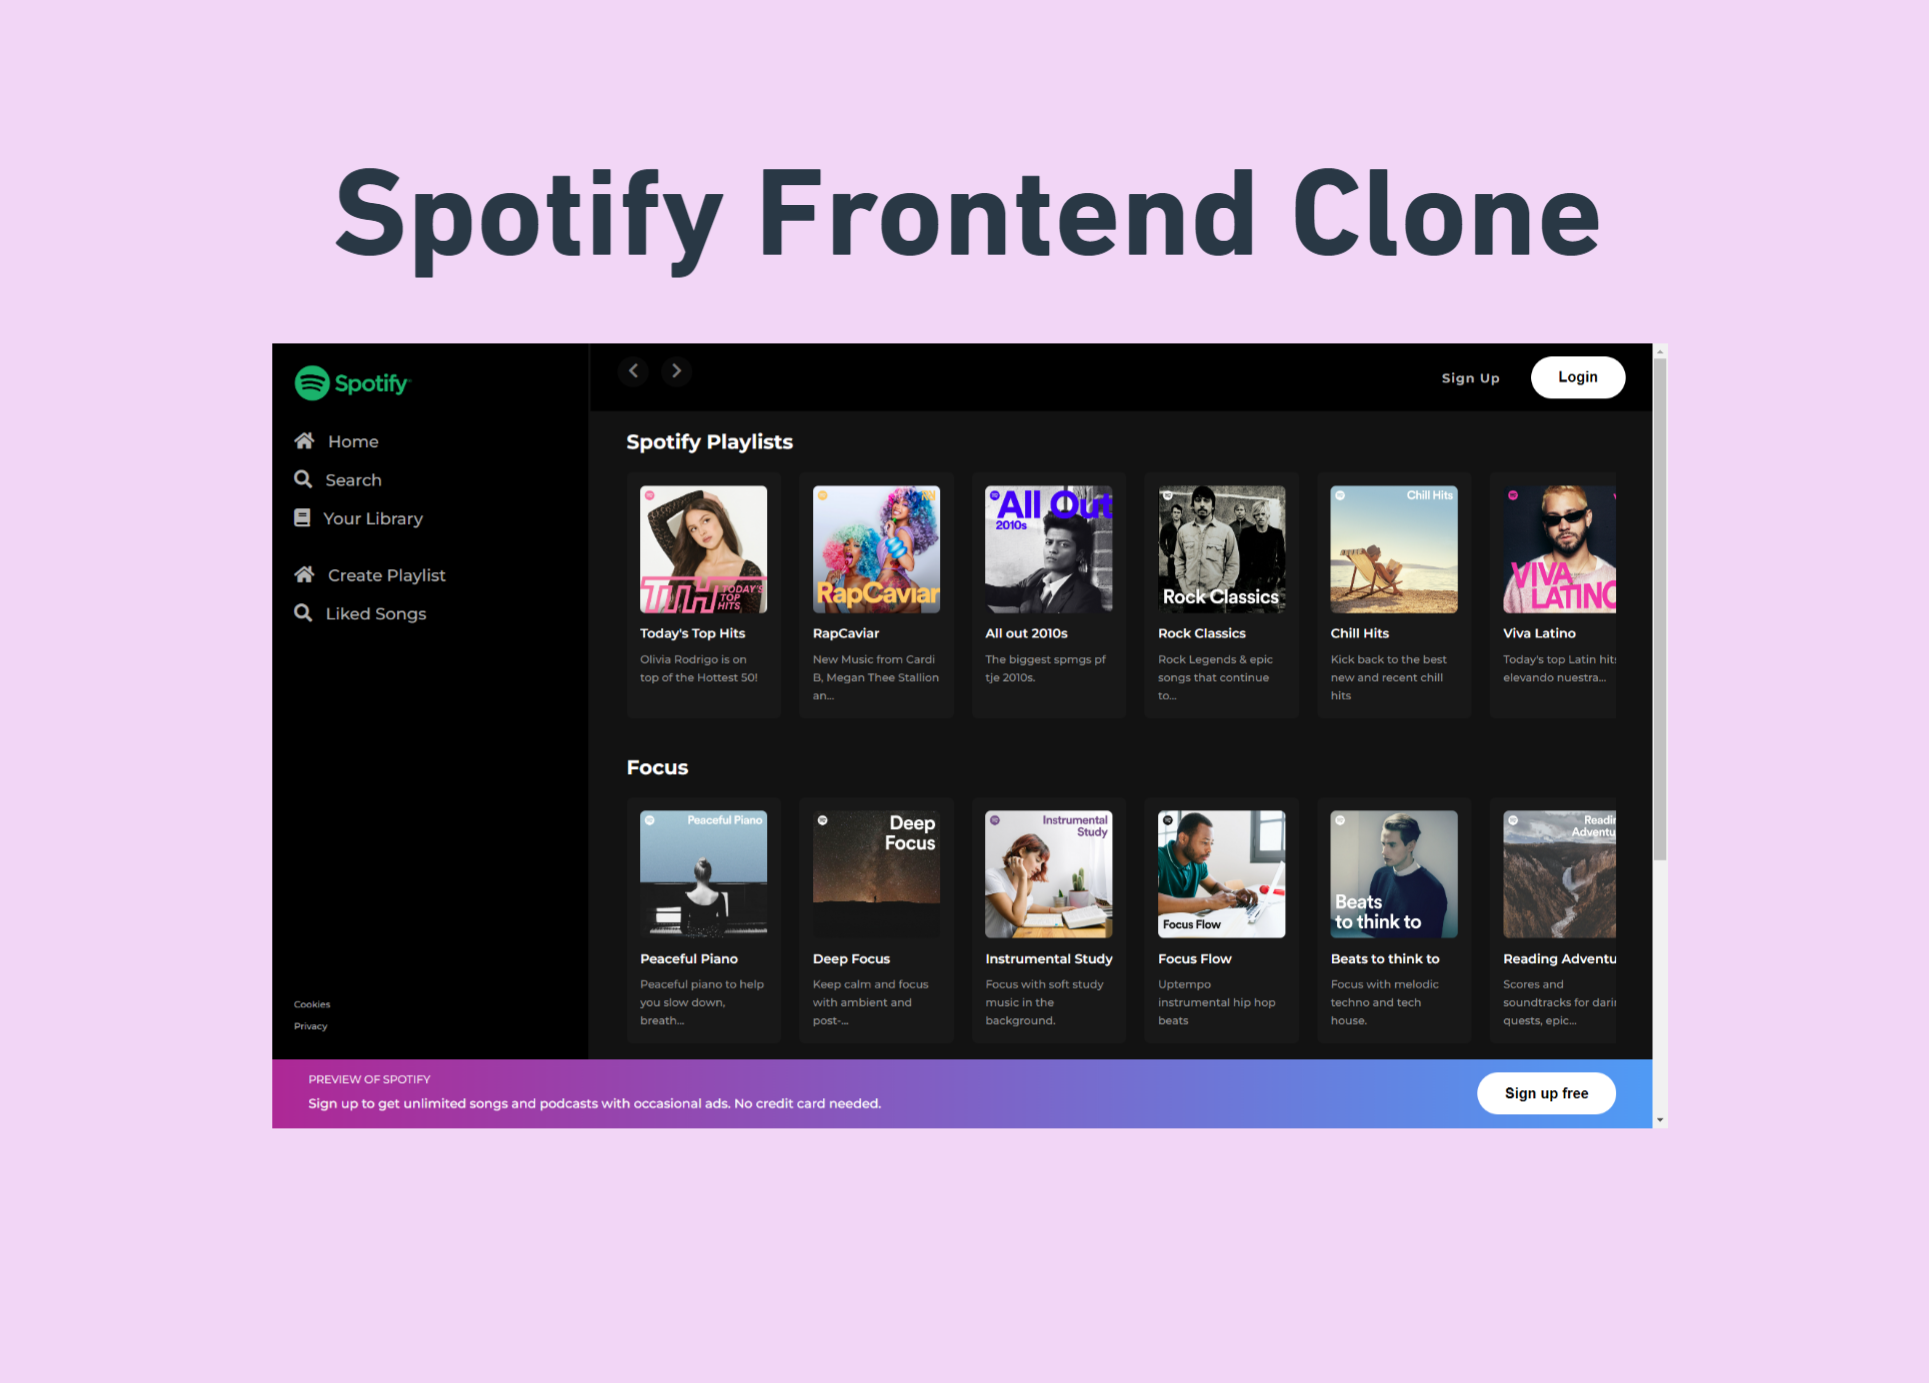 Spotify Frontend Clone
Spotify
Home
Search
Your Library
Create Playlist
Liked Songs
Cookies
Privacy
Sign Up
Login
Spotify Playlists
TTH TODAY'S
TOP
HITS
Today's Top Hits
Olivia Rodrigo is on
top of the Hottest 50!
RapCaviar
RapCaviar
New Music from Cardi
B, Megan Thee Stallion
an...
All Out
2010s
All out 2010s
The biggest spmgs pf
tje 2010s.
Rock Classics
Rock Classics
Rock Legends & epic
songs that continue
to...
Chill Hits
Chill Hits
Kick back to the best
new and recent chill
hits
VIVA
LATINO
Viva Latino
Today's top Latin hits
elevando nuestra...
Focus
Peaceful Piano
Peaceful Piano
Peaceful piano to help
you slow down,
breath...
Deep
Focus
Deep Focus
Keep calm and focus
with ambient and
post-...
Instrumental
Study
Instrumental Study
Focus with soft study
music in the
background.
Focus Flow
Focus Flow
Uptempo
instrumental hip hop
beats
Beats
to think to
Beats to think to
Focus with melodic
techno and tech
house.
Readin
Adventu
Reading Adventu
Scores and
soundtracks for darin
quests, epic...
PREVIEW OF SPOTIFY
Sign up to get unlimited songs and podcasts with occasional ads. No credit card needed.
Sign up free